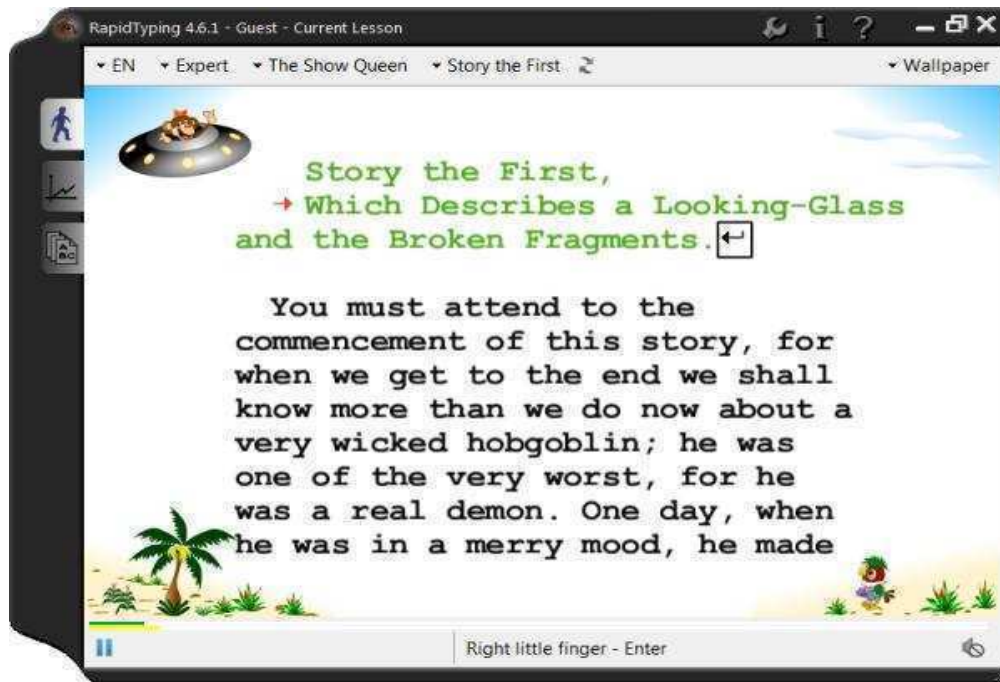 RapidTyping 4.6.1 - Guest - Current Lesson
EN Expert The Show Queen Story the First Wallpaper
Story the First,
Which Describes a Looking-Glass
and the Broken Fragments.
You must attend to the
commencement of this story, for
when we get to the end we shall
know more than we do now about a
very wicked hobgoblin; he was
one of the very worst, for he
was a real demon. One day, when
he was in a merry mood, he made
Right little finger - Enter